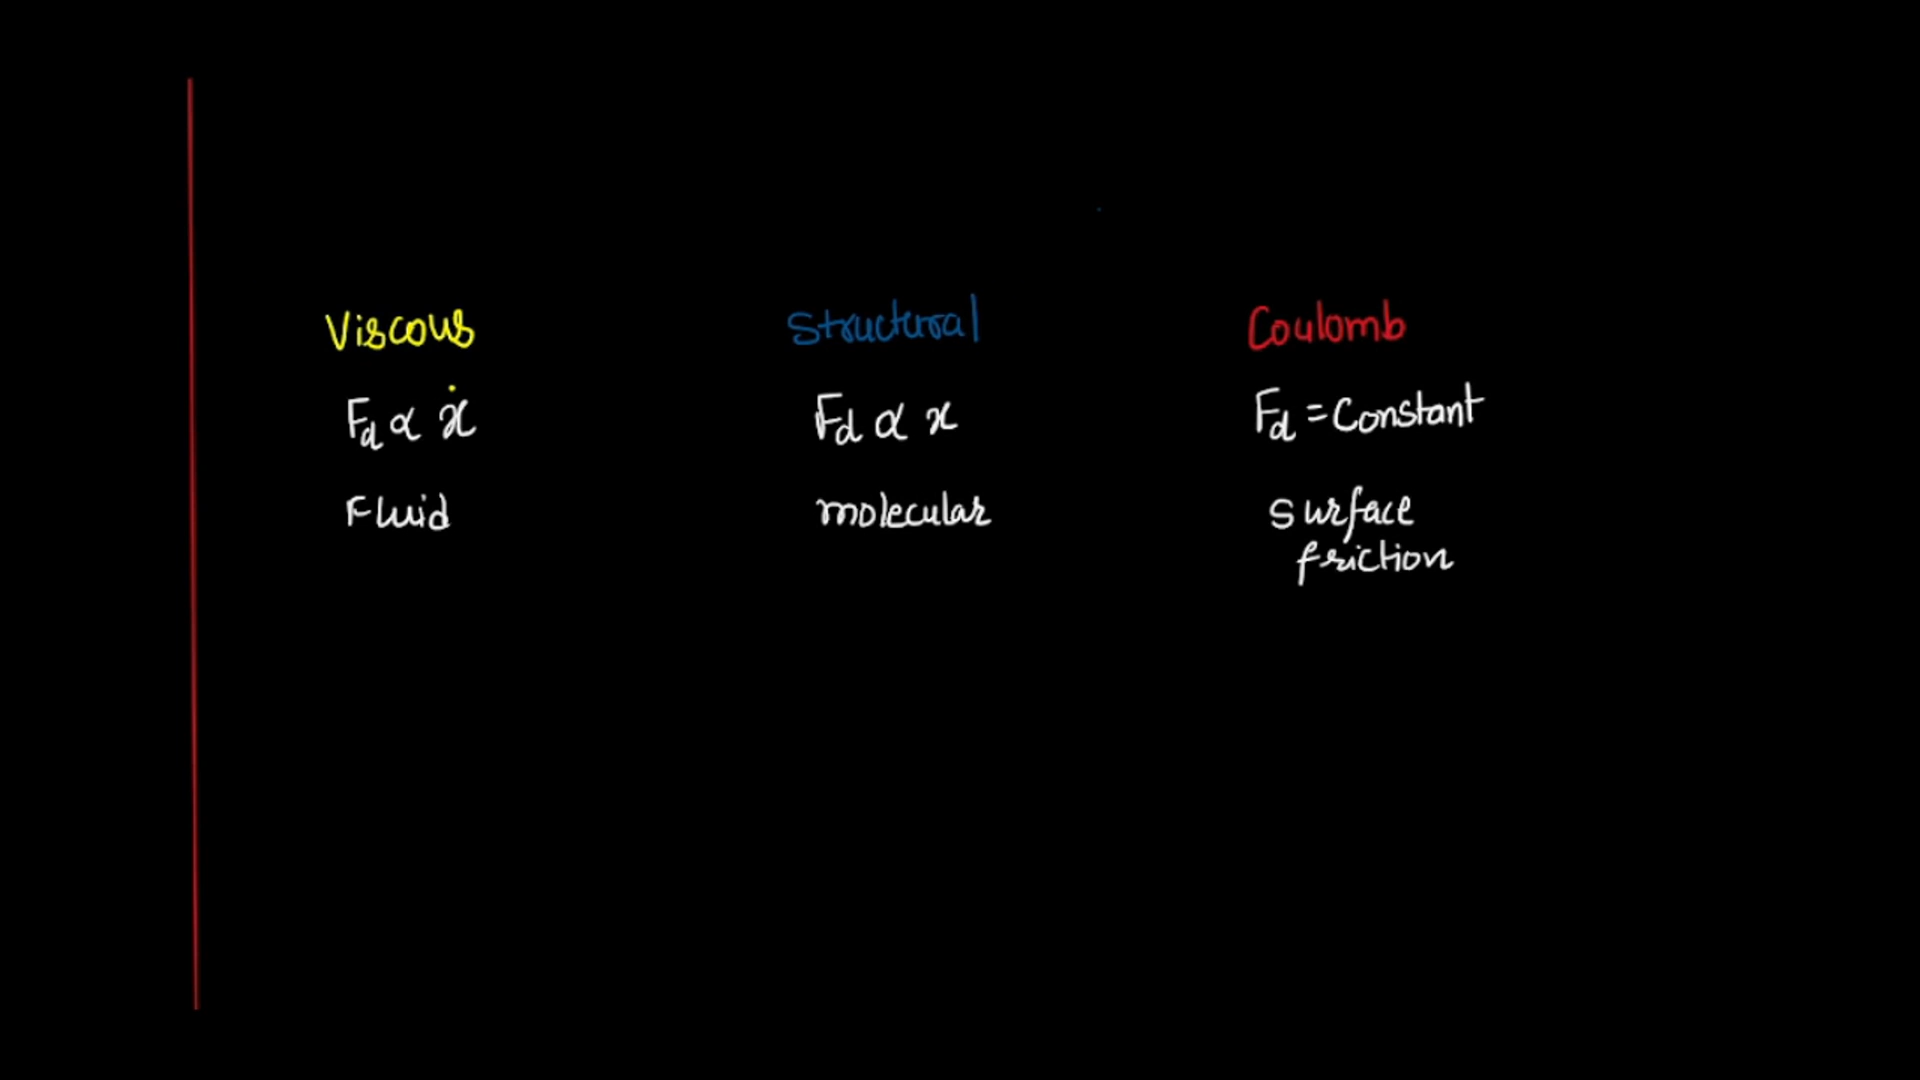 Viscous Structural Coulomb
Fd ∝ ẋ Fd ∝ x Fd = Constant
Fluid molecular Surface
friction